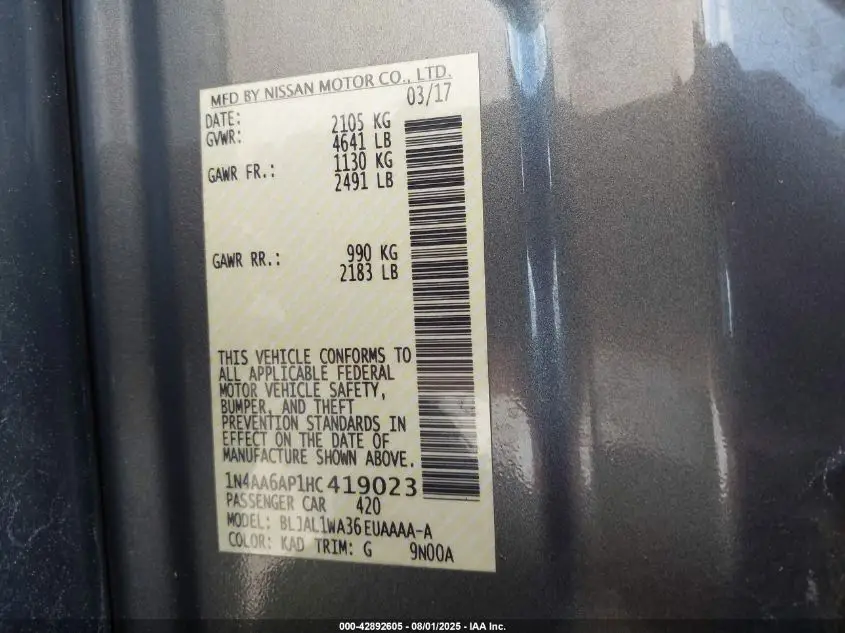 MFD BY NISSAN MOTOR CO., LTD.
DATE: 03/17
GVWR: 2105 KG
4641 LB
GAWR FR.: 1130 KG
2491 LB
GAWR RR.: 990 KG
2183 LB
THIS VEHICLE CONFORMS TO
ALL APPLICABLE FEDERAL
MOTOR VEHICLE SAFETY,
BUMPER, AND THEFT
PREVENTION STANDARDS IN
EFFECT ON THE DATE OF
MANUFACTURE SHOWN ABOVE.
1N4AA6AP1HC419023
PASSENGER CAR 420
MODEL: BLJAL1WA36EUAAAA-A
COLOR: KAD TRIM: G 9N00A
000-42892605 - 08/01/2025 - IAA Inc.